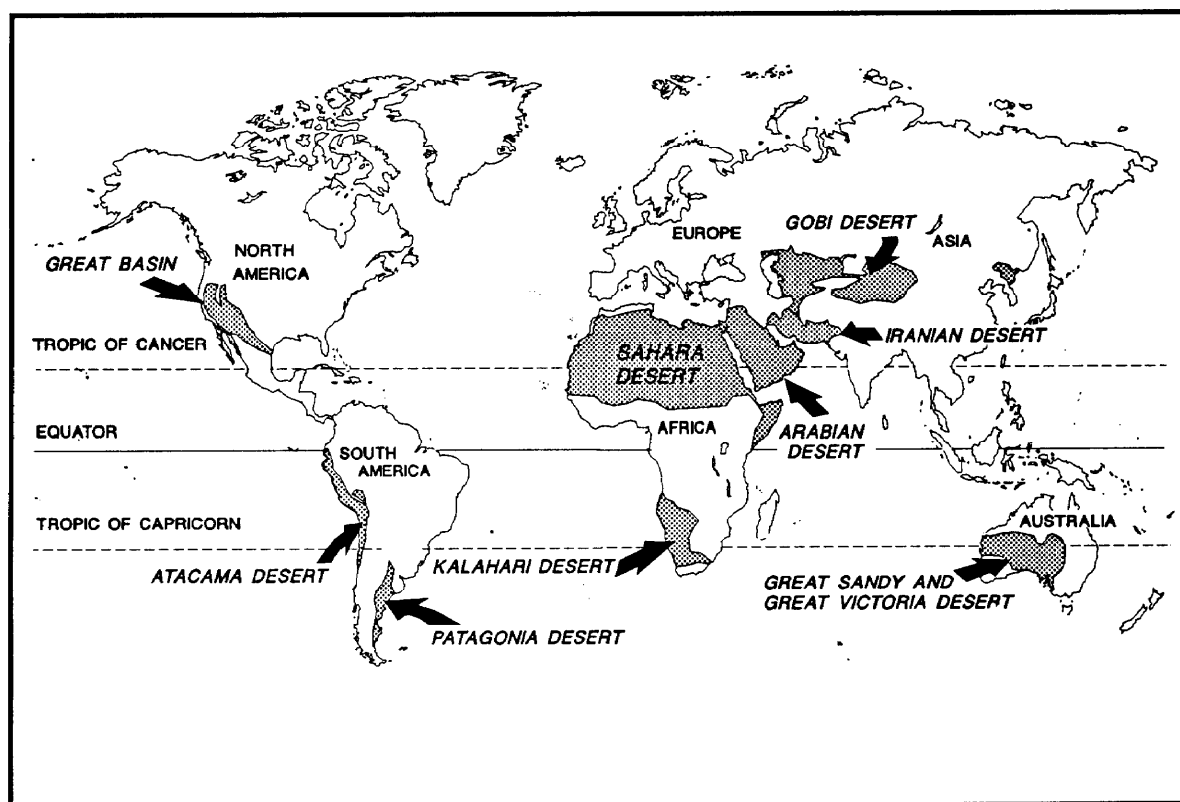 GOBI DESERT
EUROPE
ASIA
NORTH
AMERICA
GREAT BASIN
IRANIAN DESERT
TROPIC OF CANCER
SAHARA
DESERT
AFRICA
ARABIAN
DESERT
EQUATOR
SOUTH
AMERICA
TROPIC OF CAPRICORN
AUSTRALIA
ATACAMA DESERT
KALAHARI DESERT
GREAT SANDY AND
GREAT VICTORIA DESERT
PATAGONIA DESERT